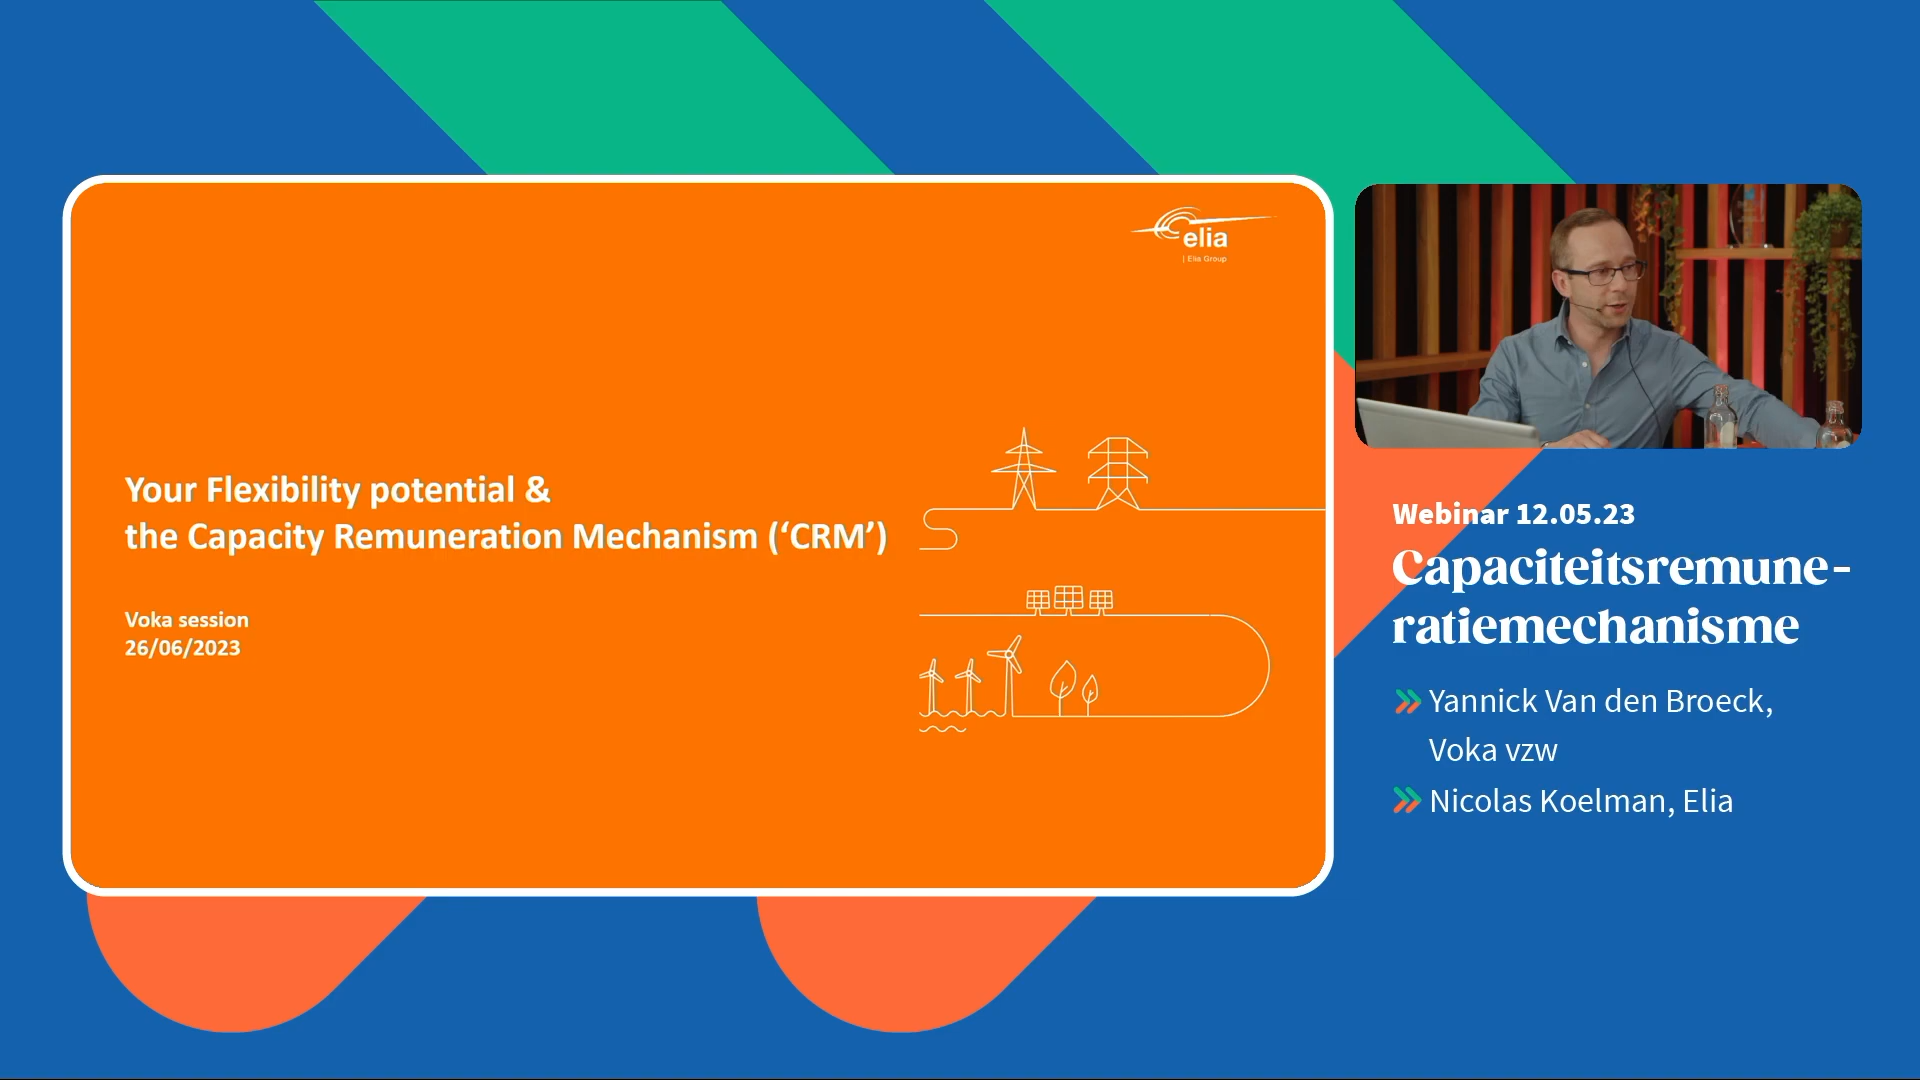 elia
| Elia Group
Your Flexibility potential &
the Capacity Remuneration Mechanism (‘CRM’)
Voka session
26/06/2023
Webinar 12.05.23
Capaciteitsremune-
ratiemechanisme
Yannick Van den Broeck,
Voka vzw
Nicolas Koelman, Elia